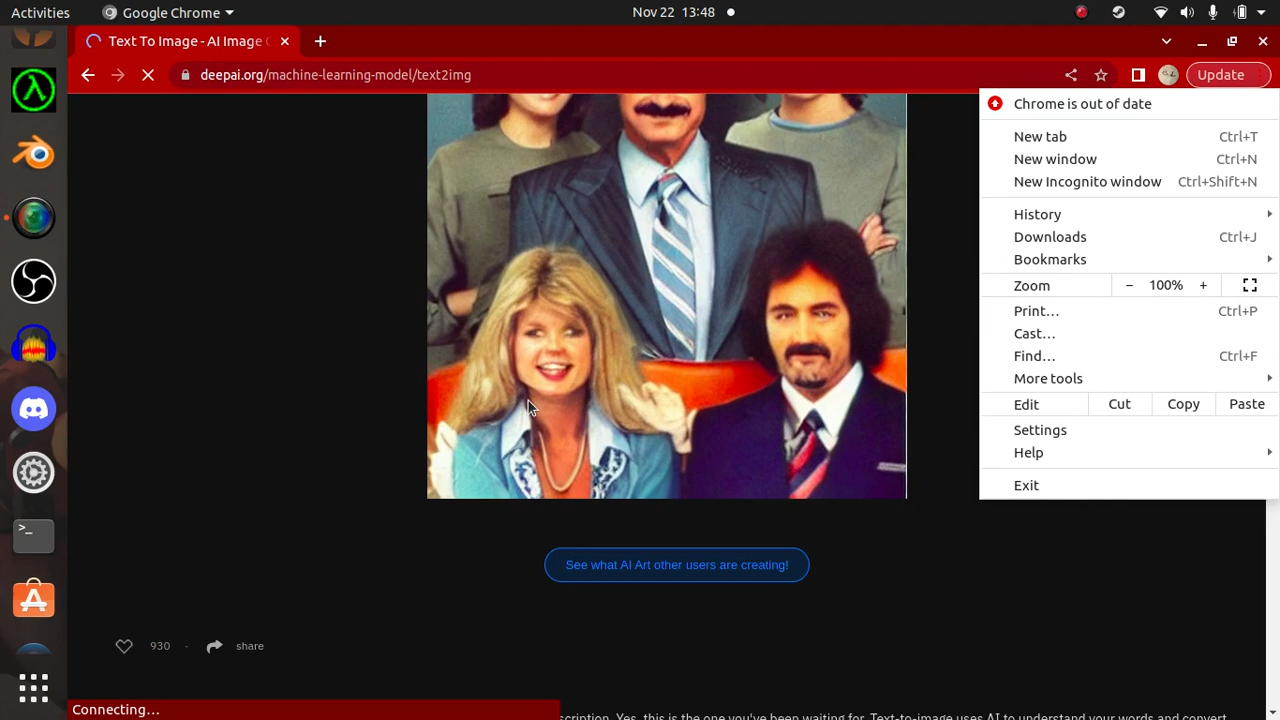 Activities
Google Chrome
Nov 22 13:48
Text To Image - AI Image
deepai.org/machine-learning-model/text2img
Update
Chrome is out of date
New tab Ctrl+T
New window Ctrl+N
New Incognito window Ctrl+Shift+N
History
Downloads Ctrl+J
Bookmarks
Zoom − 100% +
Print… Ctrl+P
Cast…
Find… Ctrl+F
More tools
Edit Cut Copy Paste
Settings
Help
Exit
See what AI Art other users are creating!
930 · share
Connecting…
Yes, this is the one you've been waiting for. Text-to-image uses AI to understand your words and convert